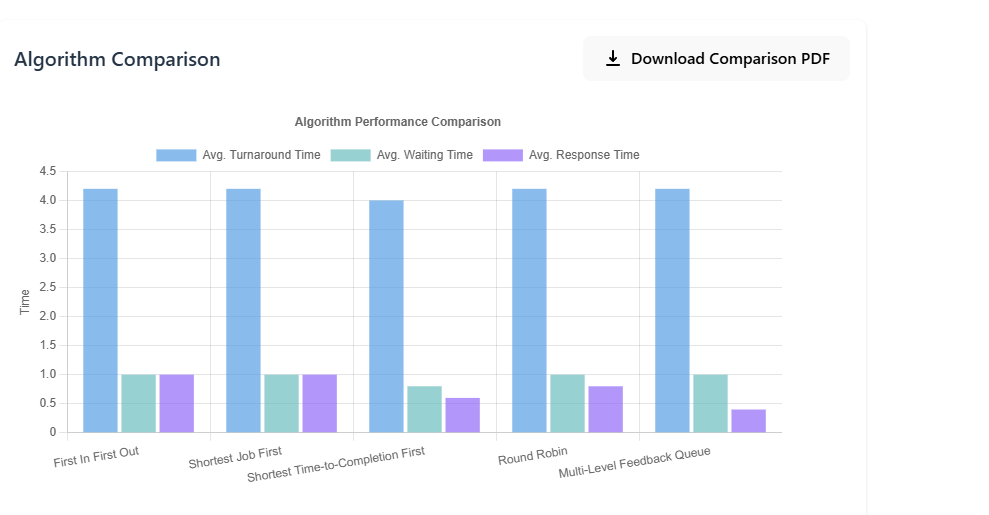 Algorithm Comparison
Download Comparison PDF
Algorithm Performance Comparison
Avg. Turnaround Time
Avg. Waiting Time
Avg. Response Time
4.5
4.0
3.5
3.0
2.5
2.0
1.5
1.0
0.5
0
Time
First In First Out
Shortest Job First
Shortest Time-to-Completion First
Round Robin
Multi-Level Feedback Queue